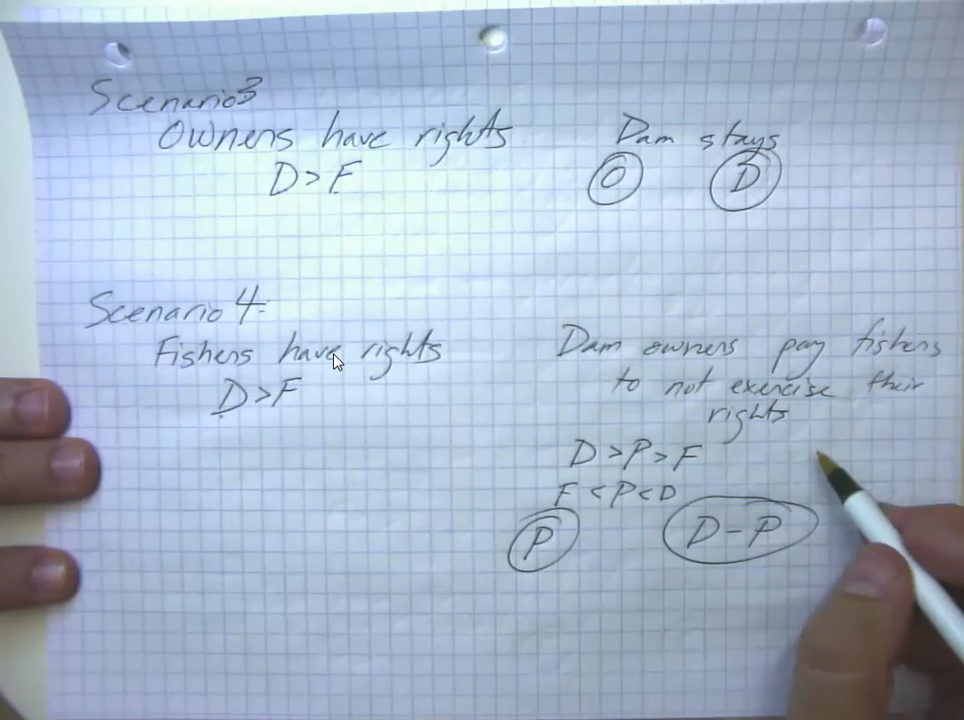 Scenario 3
Owners have rights
D > F
Dam stays
O D
Scenario 4:
Fishers have rights
D > F
Dam owners pay fishers
to not exercise their
rights
D > P > F
F < P < D
P D - P